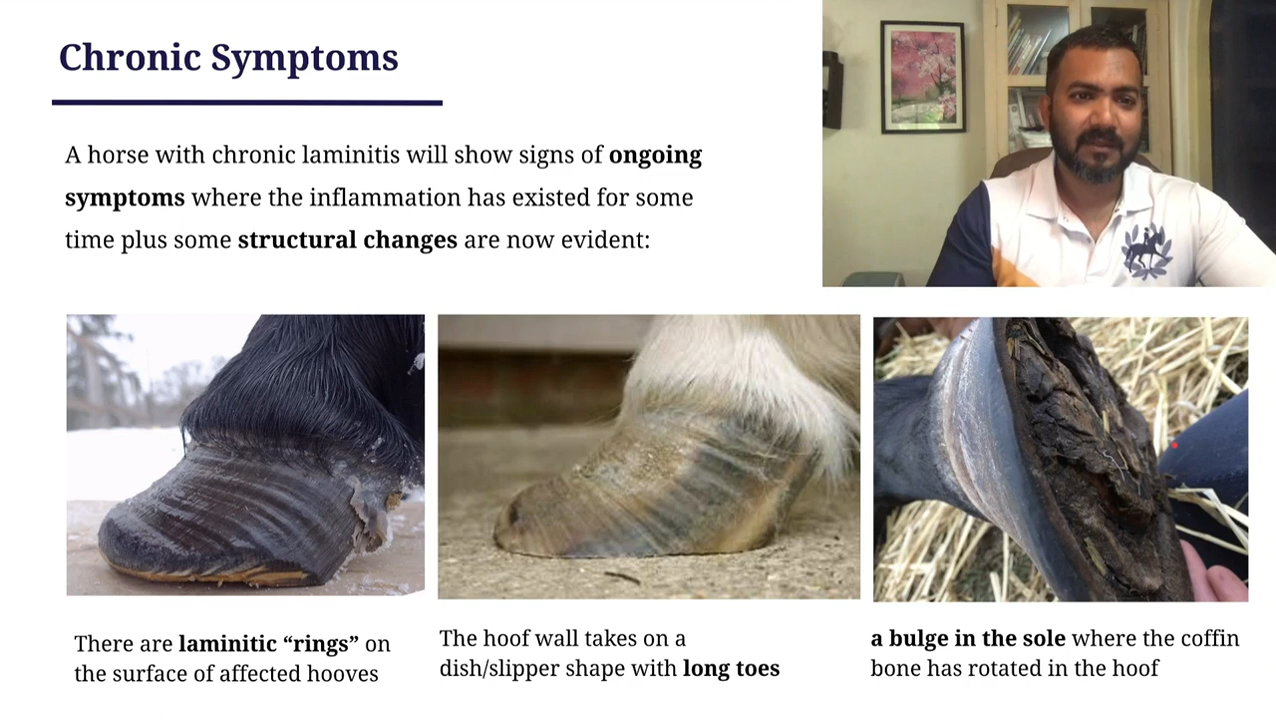 Chronic Symptoms
A horse with chronic laminitis will show signs of ongoing
symptoms where the inflammation has existed for some
time plus some structural changes are now evident:
There are laminitic “rings” on
the surface of affected hooves
The hoof wall takes on a
dish/slipper shape with long toes
a bulge in the sole where the coffin
bone has rotated in the hoof